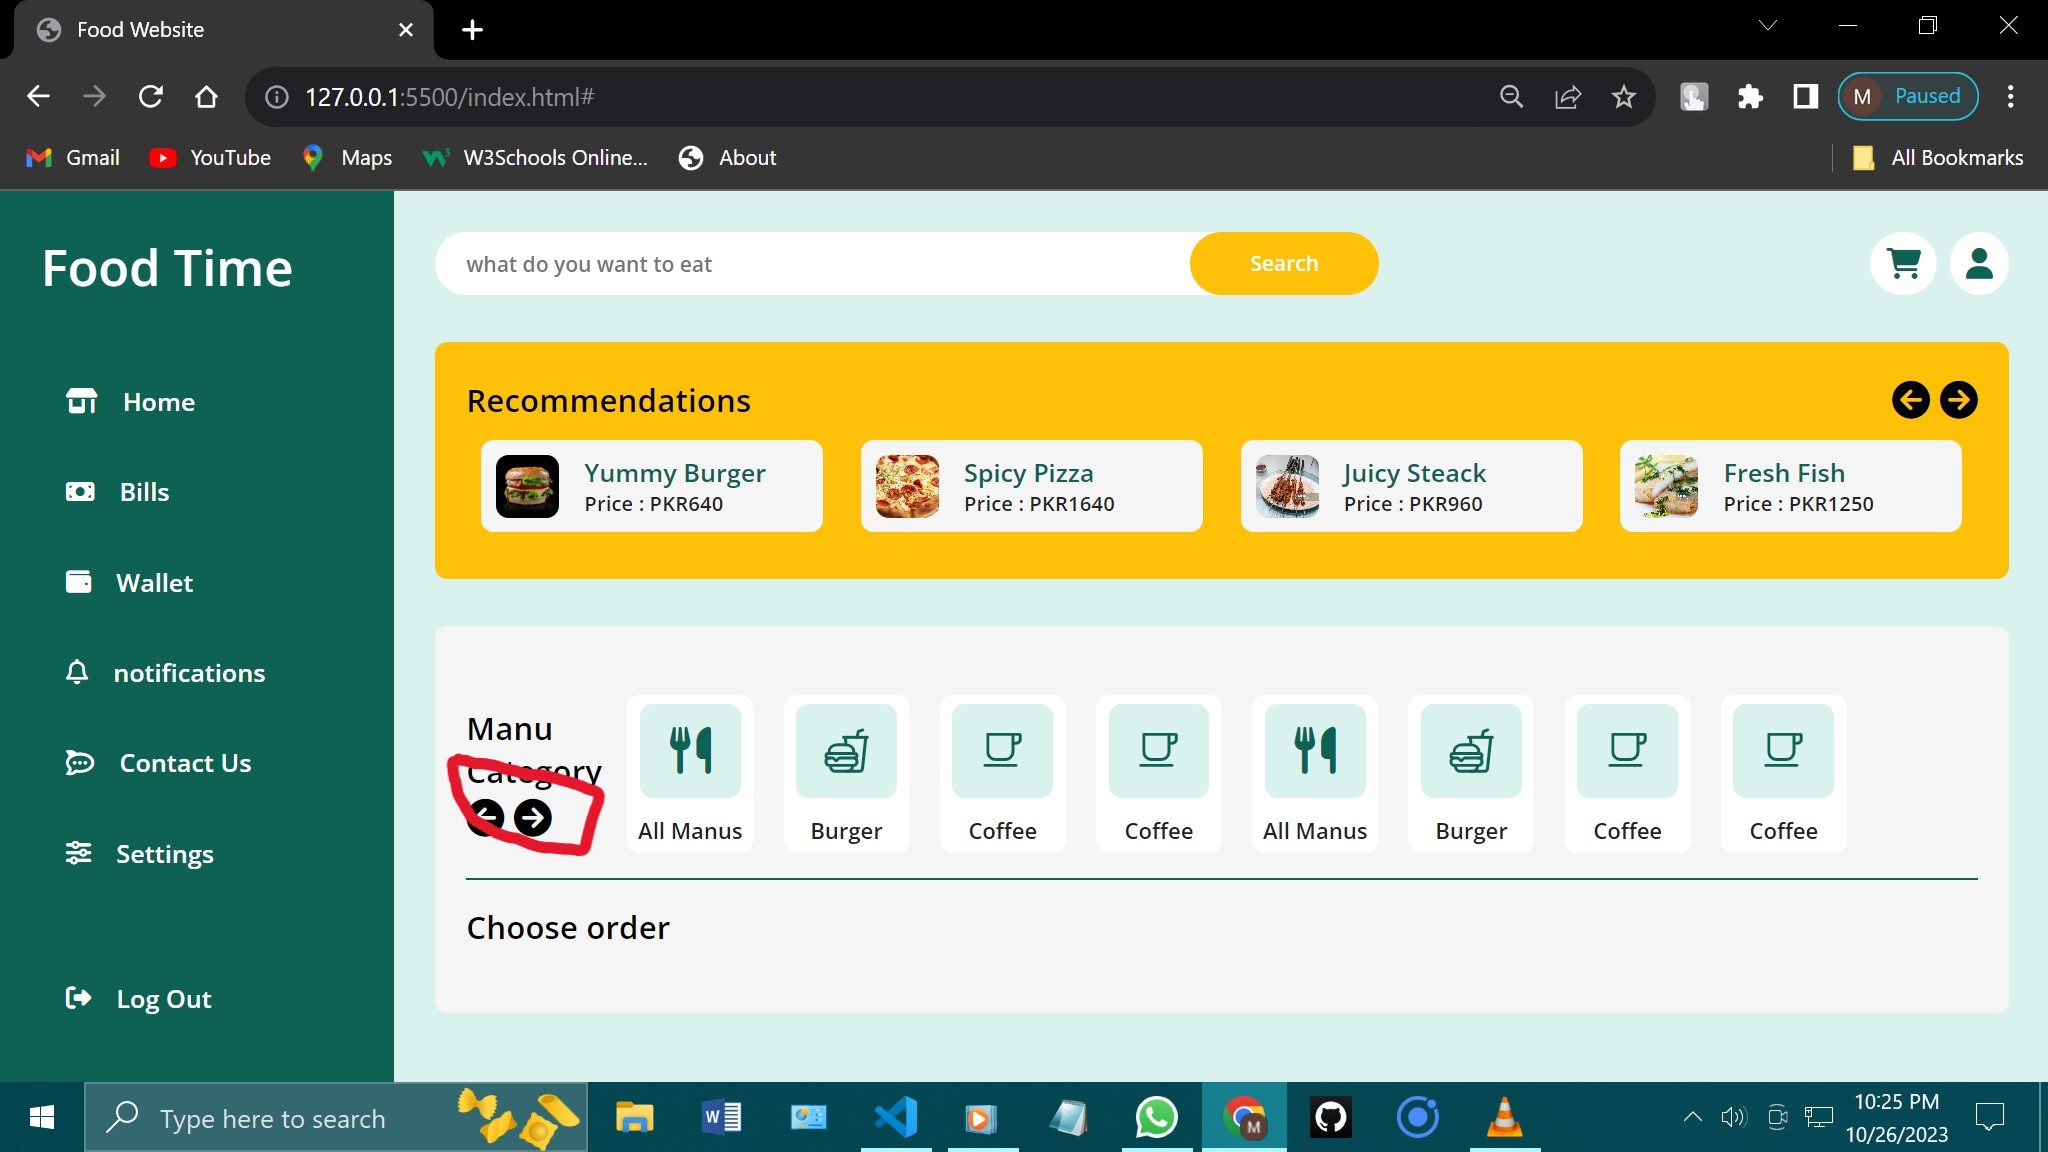 Food Website
127.0.0.1:5500/index.html#
M Paused
Gmail YouTube Maps W3Schools Online... About All Bookmarks
Food Time
what do you want to eat Search
Home
Bills
Wallet
notifications
Contact Us
Settings
Log Out
Recommendations
Yummy Burger
Price : PKR640
Spicy Pizza
Price : PKR1640
Juicy Steack
Price : PKR960
Fresh Fish
Price : PKR1250
Manu
Category
All Manus
Burger
Coffee
Coffee
All Manus
Burger
Coffee
Coffee
Choose order
Type here to search
W
M
10:25 PM
10/26/2023